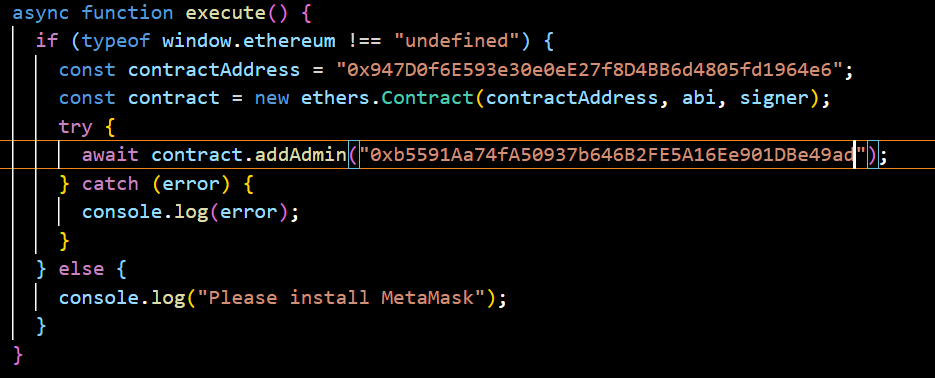 async function execute() {
if (typeof window.ethereum !== "undefined") {
const contractAddress = "0x947D0f6E593e30e0eE27f8D4BB6d4805fd1964e6";
const contract = new ethers.Contract(contractAddress, abi, signer);
try {
await contract.addAdmin("0xb5591Aa74fA50937b646B2FE5A16Ee901DBe49ad");
} catch (error) {
console.log(error);
}
} else {
console.log("Please install MetaMask");
}
}